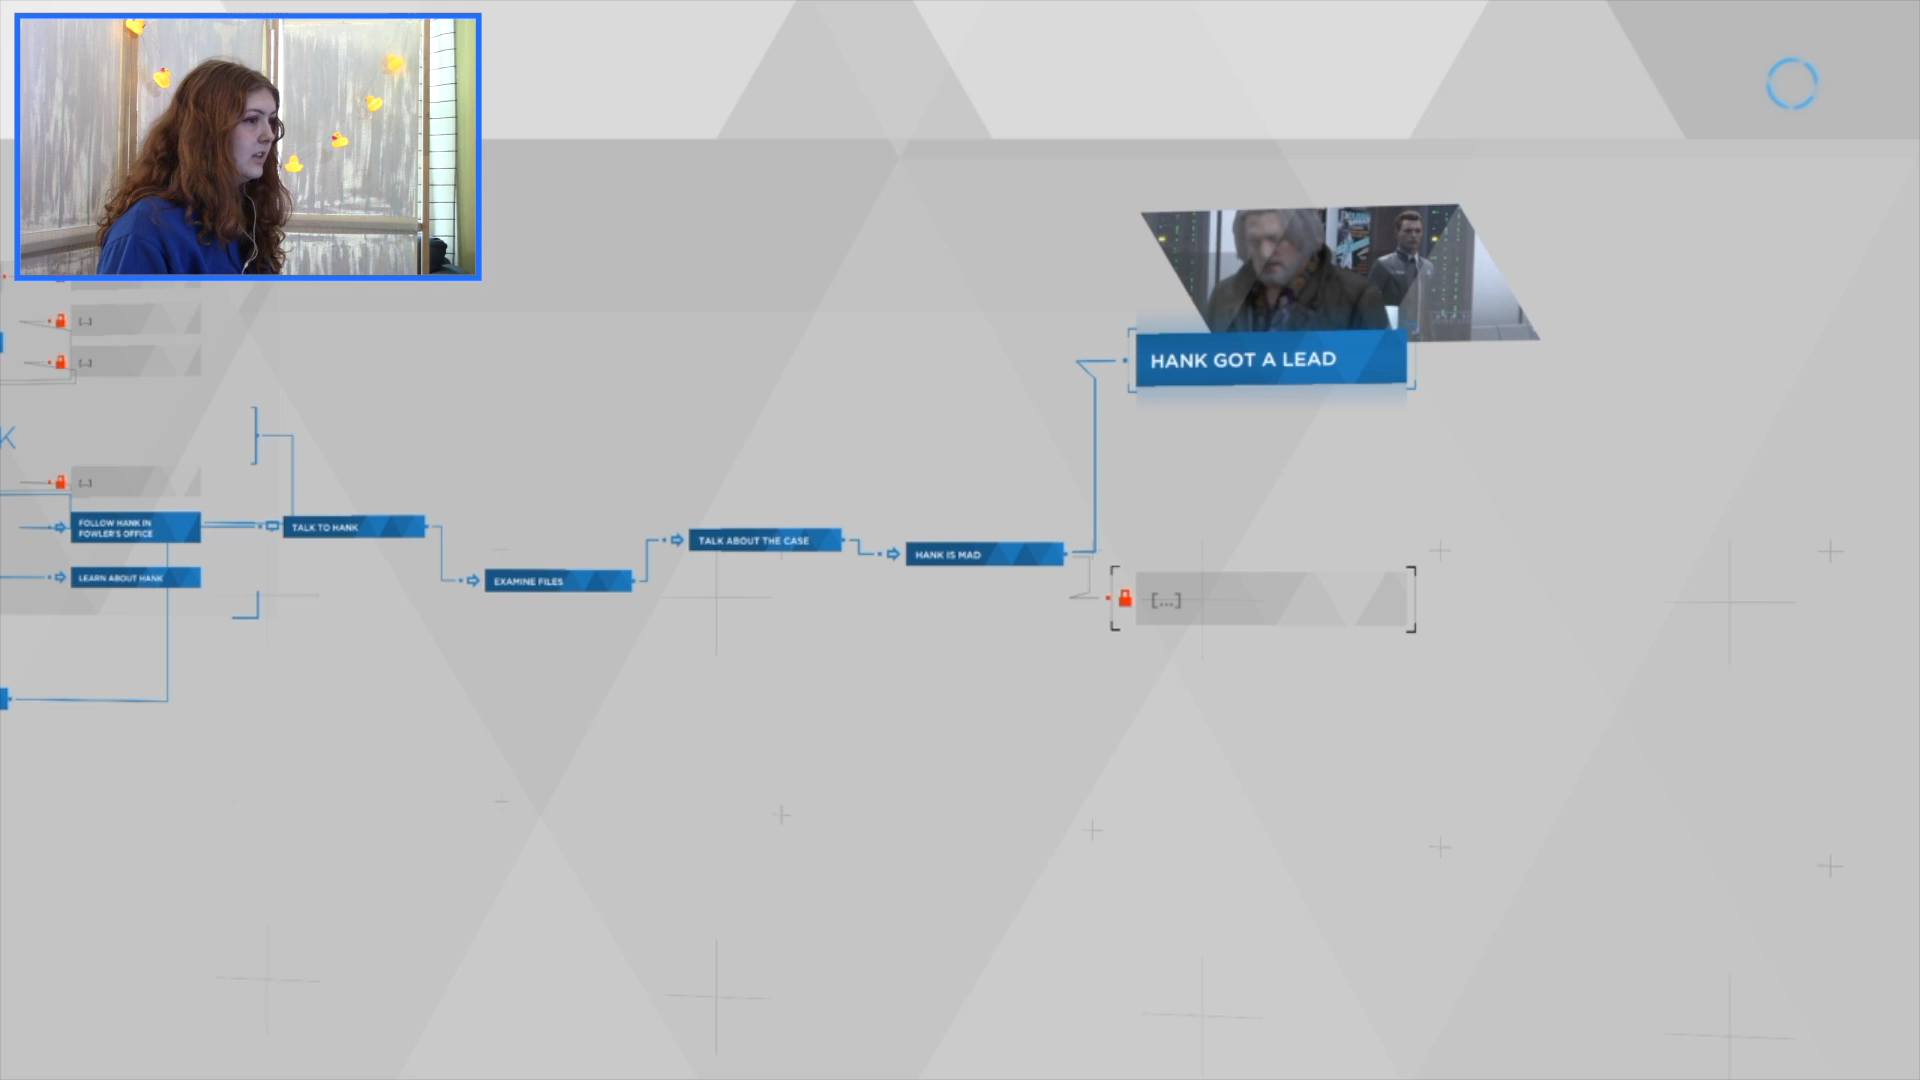 [...]
[...]
K
[...]
FOLLOW HANK IN
FOWLER'S OFFICE
LEARN ABOUT HANK
TALK TO HANK
EXAMINE FILES
TALK ABOUT THE CASE
HANK IS MAD
HANK GOT A LEAD
[...]